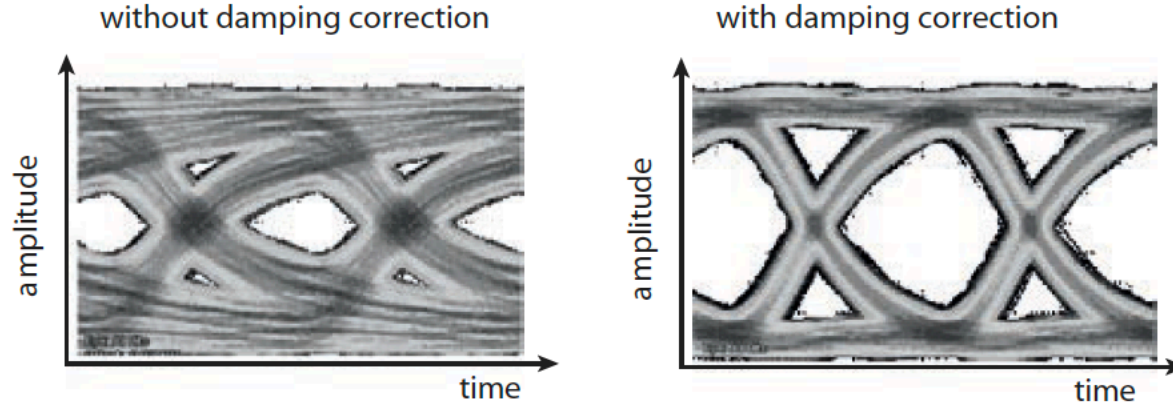 without damping correction
with damping correction
amplitude
time
amplitude
time